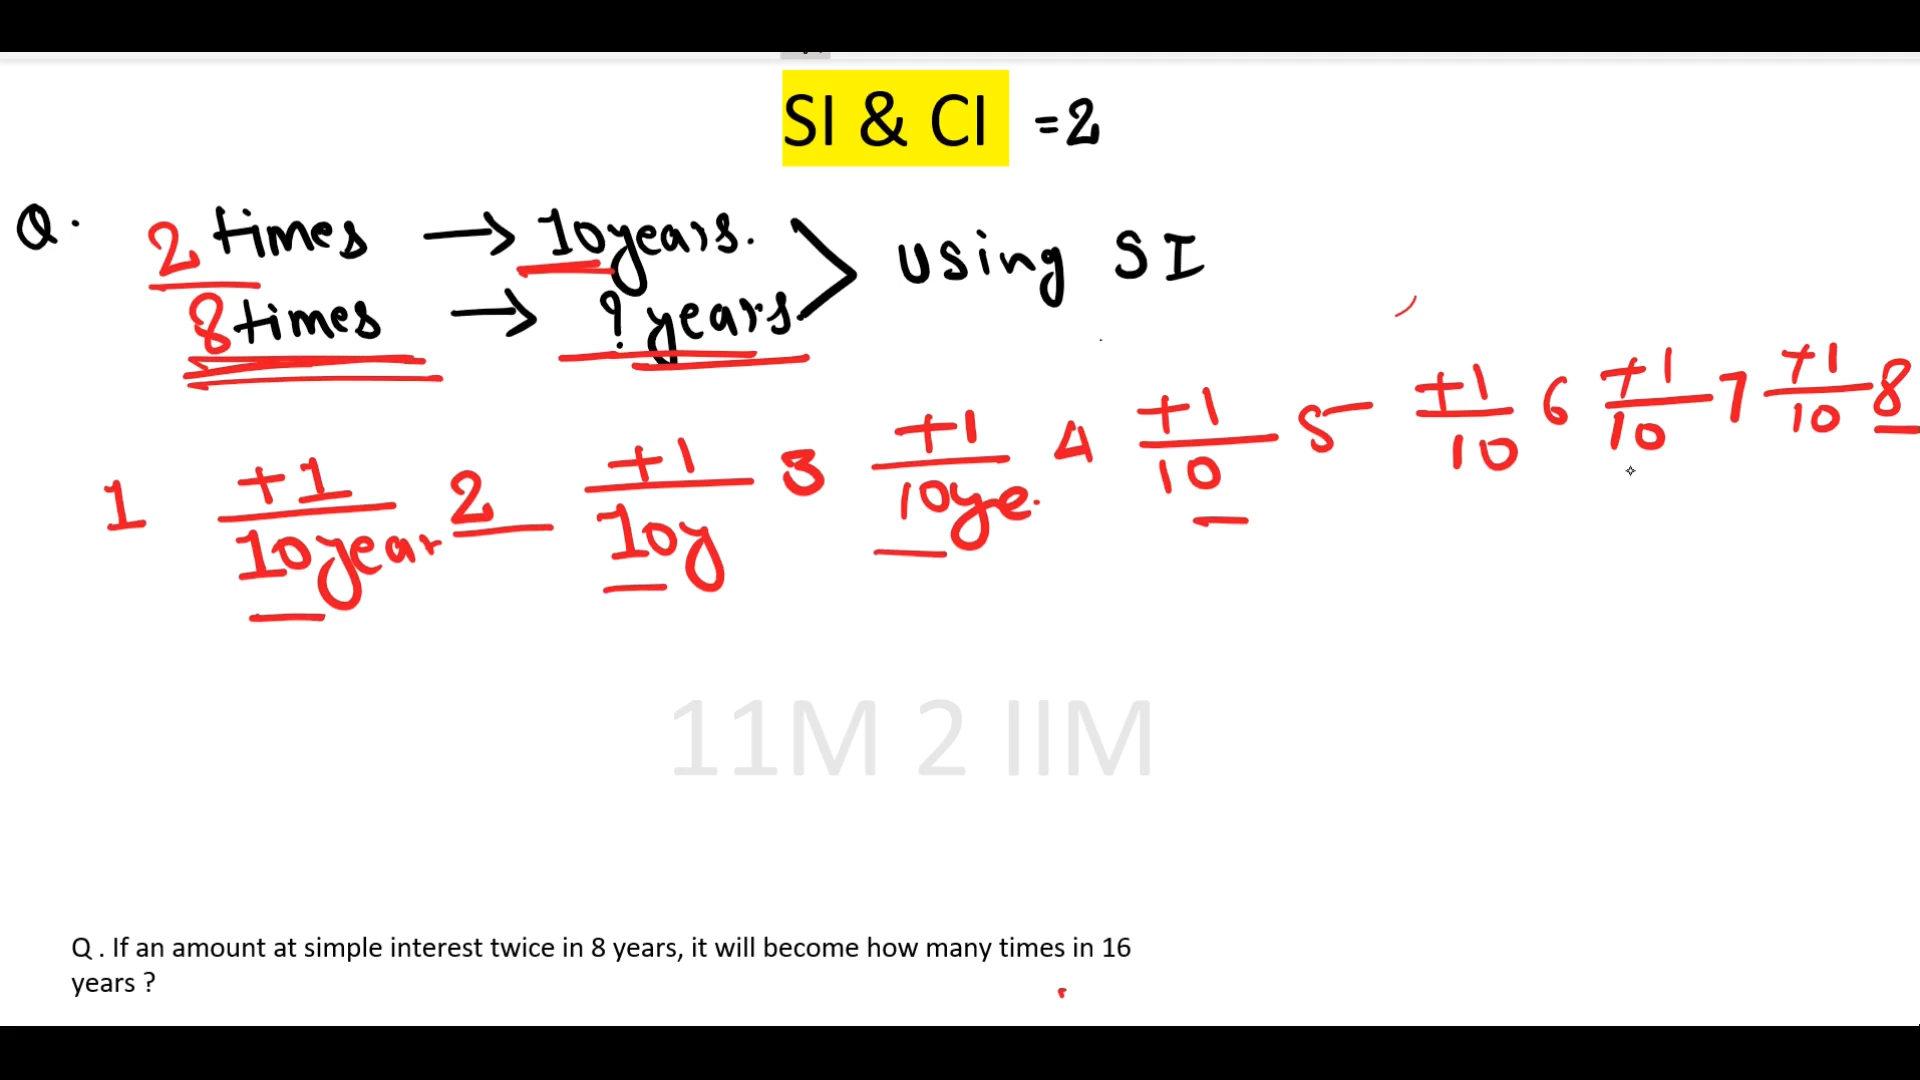 SI & CI = 2
Q. 2 times → 10 years.
8 times → ? years
using SI
1 +1/10 year 2 +1/10y 3 +1/10 ye. 4 +1/10 5 +1/10 6 +1/10 7 +1/10 8
11M 2 IIM
Q . If an amount at simple interest twice in 8 years, it will become how many times in 16
years ?